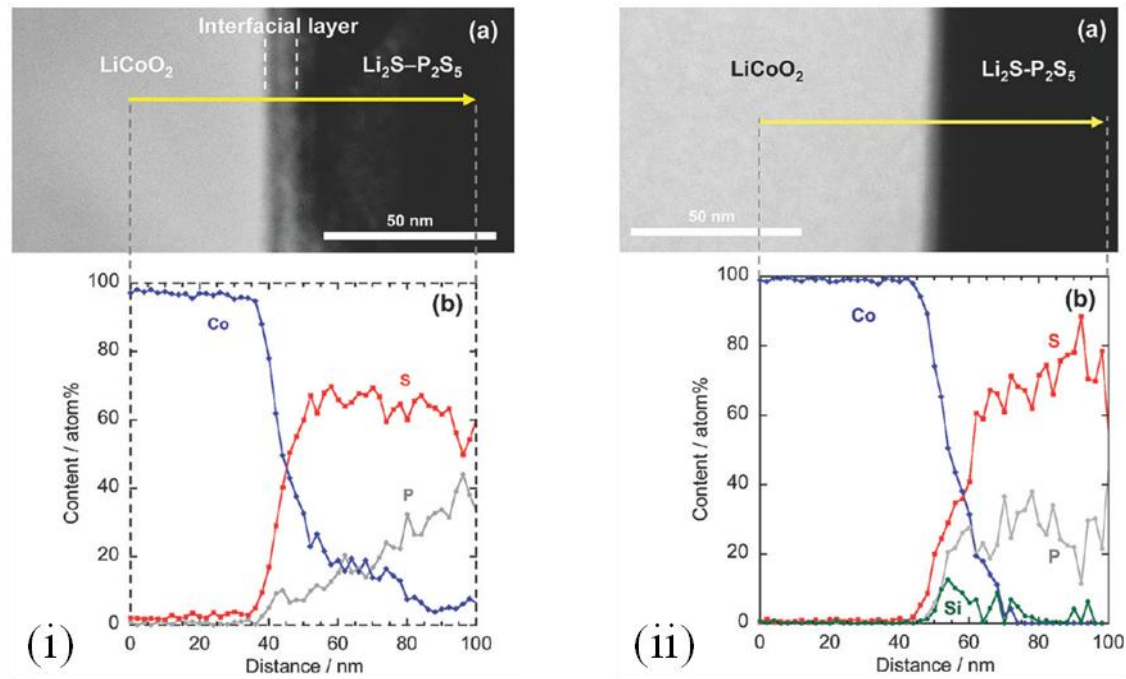 (a)
Interfacial layer
LiCoO₂
Li₂S–P₂S₅
50 nm
(b)
Co
S
P
Content / atom%
100
80
60
40
20
0
0 20 40 60 80 100
Distance / nm
(i)
(a)
LiCoO₂
Li₂S-P₂S₅
50 nm
(b)
Co
S
P
Si
Content / atom%
100
80
60
40
20
0
0 20 40 60 80 100
Distance / nm
(ii)